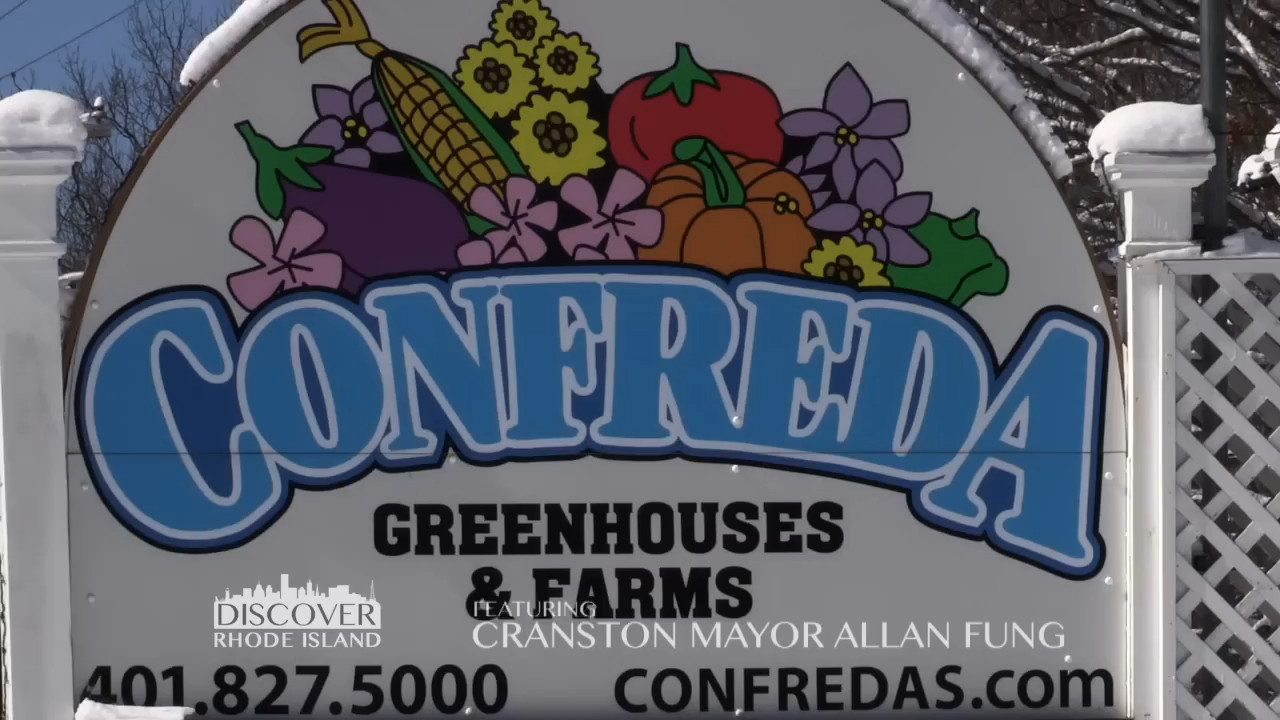 CONFREDA
GREENHOUSES
& FARMS
DISCOVER
RHODE ISLAND
FEATURING
CRANSTON MAYOR ALLAN FUNG
401.827.5000
CONFREDAS.com